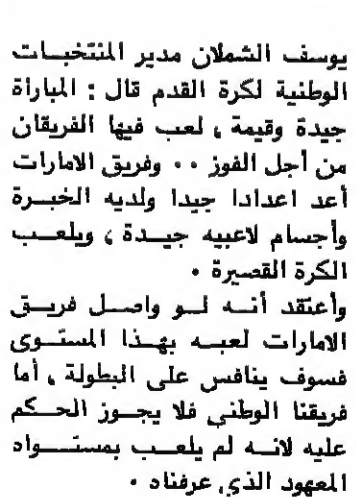 يوسف الشملان مدير المنتخبات
الوطنية لكرة القدم قال : المباراة
جيدة وقيمة ، لعب فيها الفريقان
من أجل الفوز ٠٠ وفريق الامارات
أعد اعدادا جيدا ولديه الخبرة
وأجسام لاعبيه جيدة ، ويلعب
الكرة القصيرة ٠
وأعتقد أنه لو واصل فريق
الامارات لعبه بهذا المستوى
فسوف ينافس على البطولة ، أما
فريقنا الوطني فلا يجوز الحكم
عليه لانه لم يلعب بمستواه
المعهود الذي عرفناه ٠